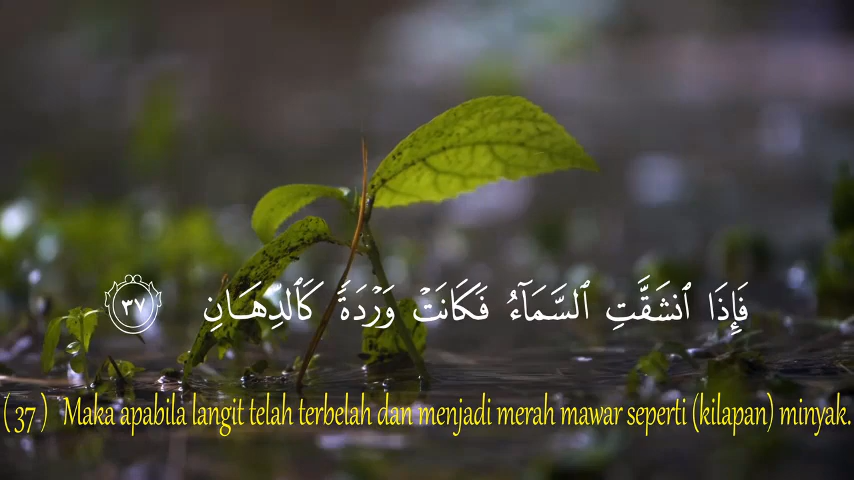 فَإِذَا ٱنشَقَّتِ ٱلسَّمَآءُ فَكَانَتۡ وَرۡدَةٗ كَٱلدِّهَانِ ٣٧
( 37 ) Maka apabila langit telah terbelah dan menjadi merah mawar seperti (kilapan) minyak.